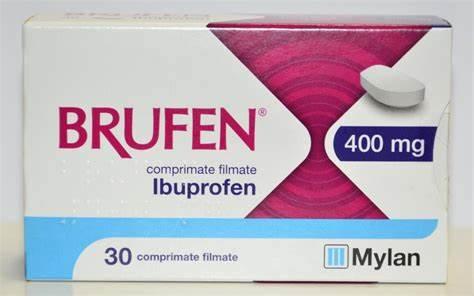 BRUFEN®
400 mg
comprimate filmate
Ibuprofen
30 comprimate filmate
Mylan